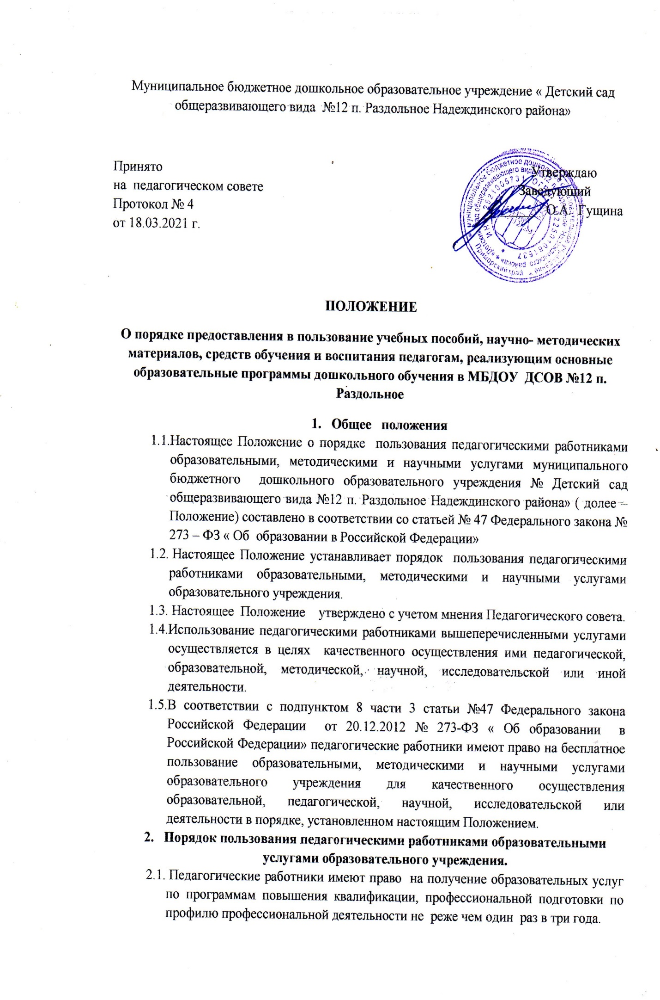 Муниципальное бюджетное дошкольное образовательное учреждение « Детский сад
общеразвивающего вида №12 п. Раздольное Надеждинского района»
Принято
на педагогическом совете
Протокол № 4
от 18.03.2021 г.
Утверждаю
Заведующий
О.А. Гущина
ПОЛОЖЕНИЕ
О порядке предоставления в пользование учебных пособий, научно- методических
материалов, средств обучения и воспитания педагогам, реализующим основные
образовательные программы дошкольного обучения в МБДОУ ДСОВ №12 п.
Раздольное
1. Общее положения
1.1.Настоящее Положение о порядке пользования педагогическими работниками
образовательными, методическими и научными услугами муниципального
бюджетного дошкольного образовательного учреждения № Детский сад
общеразвивающего вида №12 п. Раздольное Надеждинского района» ( долее –
Положение) составлено в соответствии со статьей № 47 Федерального закона №
273 – ФЗ « Об образовании в Российской Федерации»
1.2. Настоящее Положение устанавливает порядок пользования педагогическими
работниками образовательными, методическими и научными услугами
образовательного учреждения.
1.3. Настоящее Положение утверждено с учетом мнения Педагогического совета.
1.4.Использование педагогическими работниками вышеперечисленными услугами
осуществляется в целях качественного осуществления ими педагогической,
образовательной, методической, научной, исследовательской или иной
деятельности.
1.5.В соответствии с подпунктом 8 части 3 статьи №47 Федерального закона
Российской Федерации от 20.12.2012 № 273-ФЗ « Об образовании в
Российской Федерации» педагогические работники имеют право на бесплатное
пользование образовательными, методическими и научными услугами
образовательного учреждения для качественного осуществления
образовательной, педагогической, научной, исследовательской или
деятельности в порядке, установленном настоящим Положением.
2. Порядок пользования педагогическими работниками образовательными
услугами образовательного учреждения.
2.1. Педагогические работники имеют право на получение образовательных услуг
по программам повышения квалификации, профессиональной подготовки по
профилю профессиональной деятельности не реже чем один раз в три года.